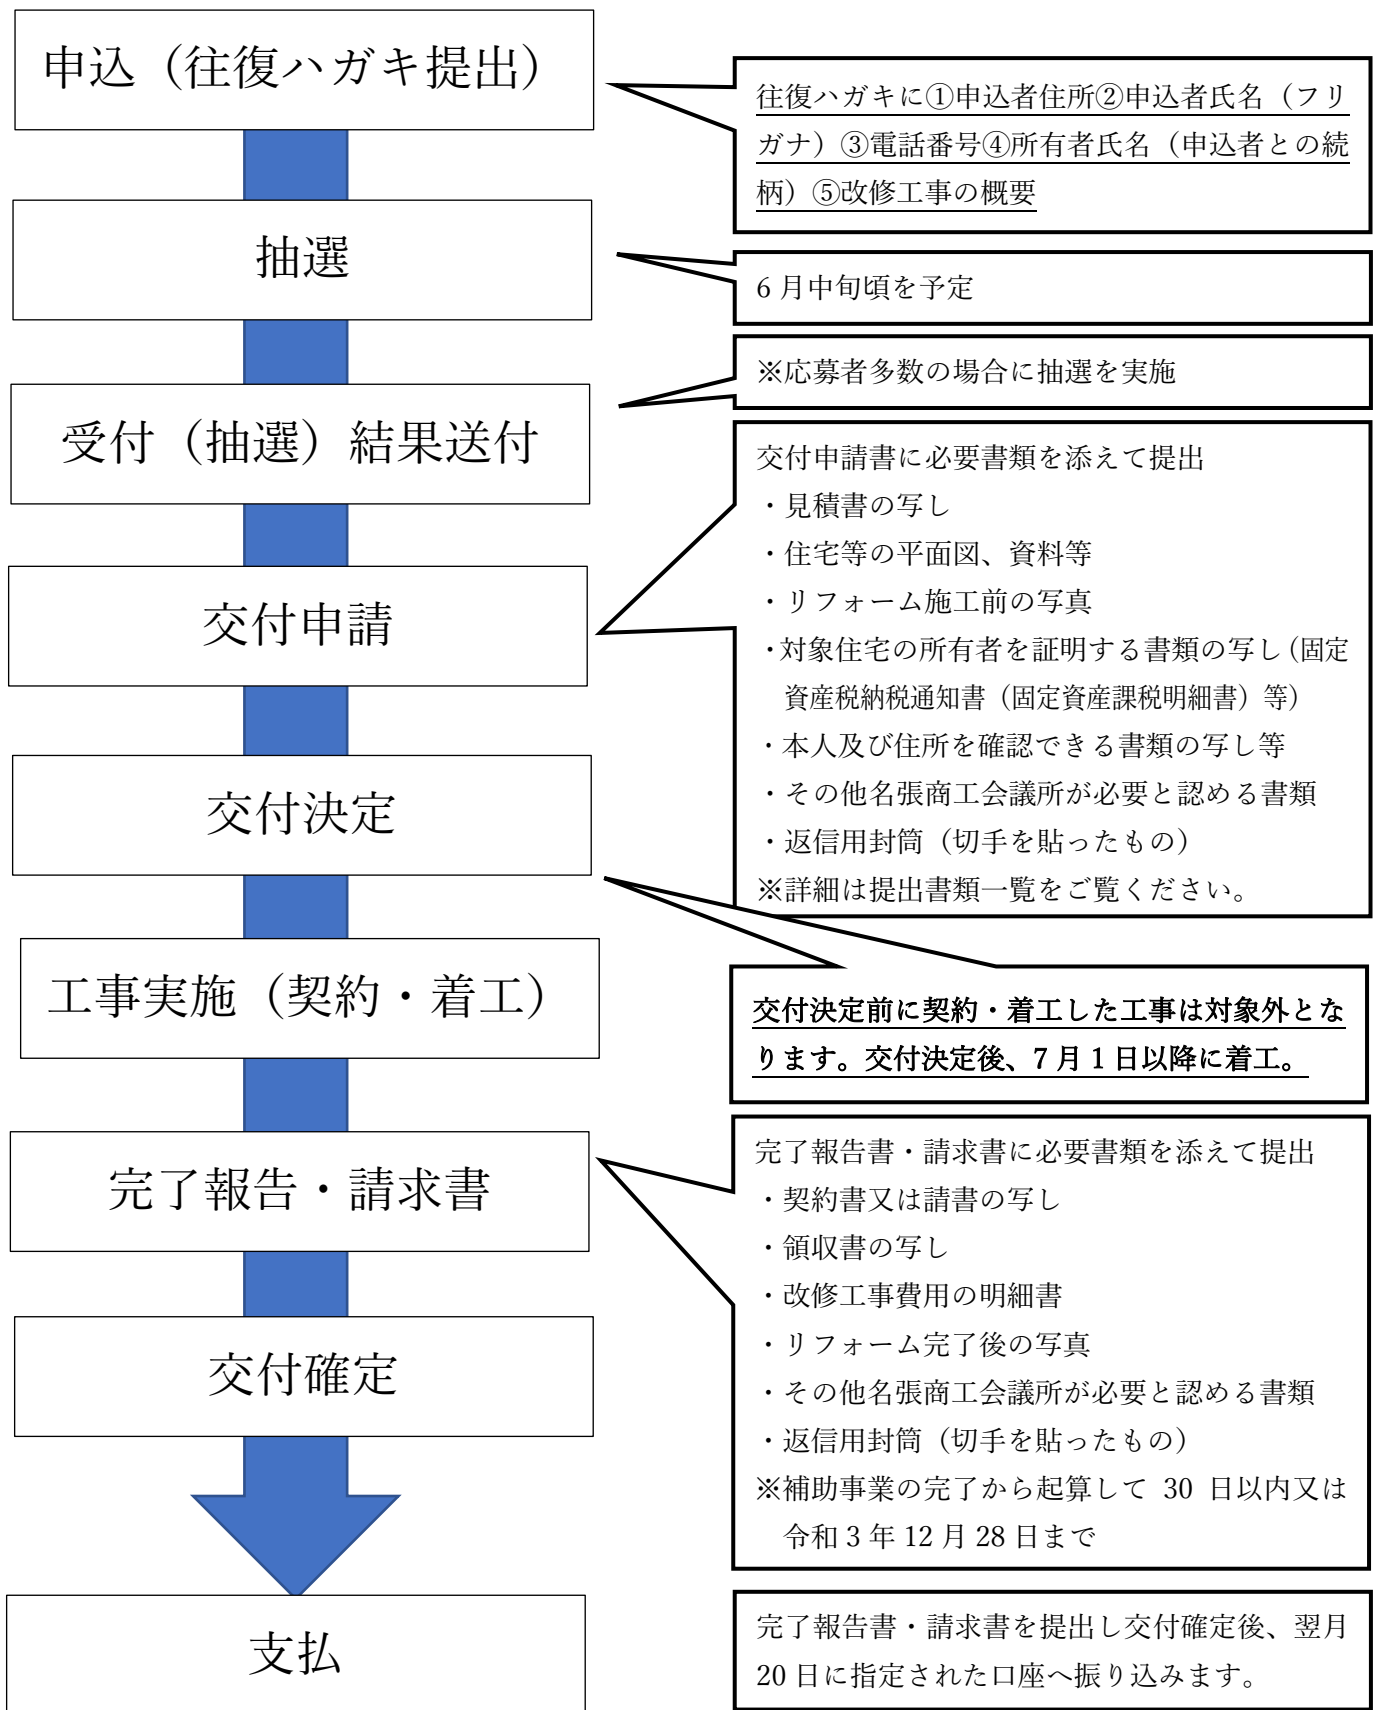 申込（往復ハガキ提出）
往復ハガキに①申込者住所②申込者氏名（フリ
ガナ）③電話番号④所有者氏名（申込者との続
柄）⑤改修工事の概要
抽選
6月中旬頃を予定
※応募者多数の場合に抽選を実施
受付（抽選）結果送付
交付申請書に必要書類を添えて提出
・見積書の写し
・住宅等の平面図、資料等
・リフォーム施工前の写真
・対象住宅の所有者を証明する書類の写し（固定
資産税納税通知書（固定資産課税明細書）等）
・本人及び住所を確認できる書類の写し等
・その他名張商工会議所が必要と認める書類
・返信用封筒（切手を貼ったもの）
※詳細は提出書類一覧をご覧ください。
交付申請
交付決定
交付決定前に契約・着工した工事は対象外とな
ります。交付決定後、7月1日以降に着工。
工事実施（契約・着工）
完了報告・請求書
完了報告書・請求書に必要書類を添えて提出
・契約書又は請書の写し
・領収書の写し
・改修工事費用の明細書
・リフォーム完了後の写真
・その他名張商工会議所が必要と認める書類
・返信用封筒（切手を貼ったもの）
※補助事業の完了から起算して 30 日以内又は
令和3年12月28日まで
交付確定
支払
完了報告書・請求書を提出し交付確定後、翌月
20日に指定された口座へ振り込みます。